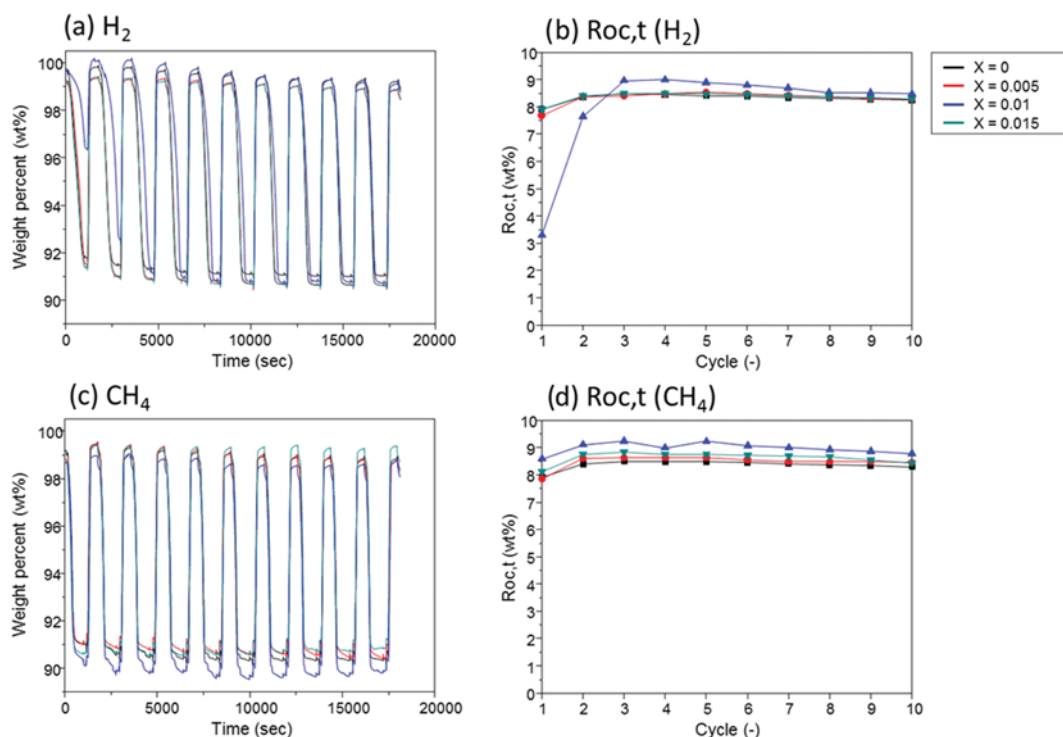 (a) H2
Weight percent (wt%)
100
98
96
94
92
90
0
5000
10000
15000
20000
Time (sec)
(b) Roc,t (H2)
Roc,t (wt%)
10
9
8
7
6
5
4
3
2
1
0
1 2 3 4 5 6 7 8 9 10
Cycle (-)
X = 0
X = 0.005
X = 0.01
X = 0.015
(c) CH4
Weight percent (wt%)
100
98
96
94
92
90
0
5000
10000
15000
20000
Time (sec)
(d) Roc,t (CH4)
Roc,t (wt%)
10
9
8
7
6
5
4
3
2
1
0
1 2 3 4 5 6 7 8 9 10
Cycle (-)